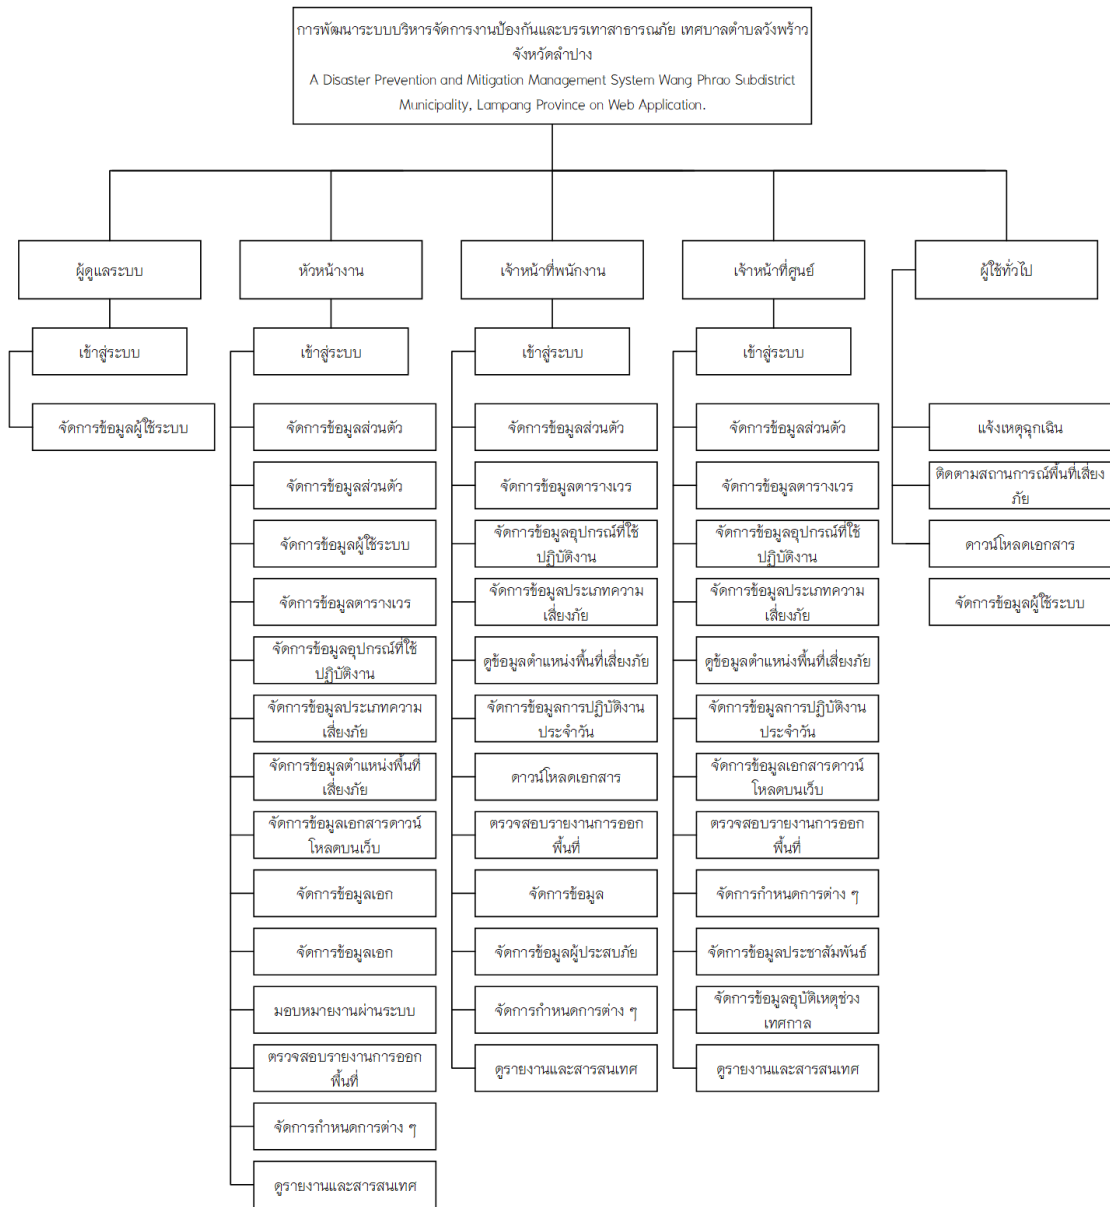 การพัฒนาระบบบริหารจัดการงานป้องกันและบรรเทาสาธารณภัย เทศบาลตำบลวังพร้าว
จังหวัดลำปาง
A Disaster Prevention and Mitigation Management System Wang Phrao Subdistrict
Municipality, Lampang Province on Web Application.
ผู้ดูแลระบบ
เข้าสู่ระบบ
จัดการข้อมูลผู้ใช้ระบบ
หัวหน้างาน
เข้าสู่ระบบ
จัดการข้อมูลส่วนตัว
จัดการข้อมูลส่วนตัว
จัดการข้อมูลผู้ใช้ระบบ
จัดการข้อมูลตารางเวร
จัดการข้อมูลอุปกรณ์ที่ใช้
ปฏิบัติงาน
จัดการข้อมูลประเภทความ
เสี่ยงภัย
จัดการข้อมูลตำแหน่งพื้นที่
เสี่ยงภัย
จัดการข้อมูลเอกสารดาวน์
โหลดบนเว็บ
จัดการข้อมูลเอก
จัดการข้อมูลเอก
มอบหมายงานผ่านระบบ
ตรวจสอบรายงานการออก
พื้นที่
จัดการกำหนดการต่าง ๆ
ดูรายงานและสารสนเทศ
เจ้าหน้าที่พนักงาน
เข้าสู่ระบบ
จัดการข้อมูลส่วนตัว
จัดการข้อมูลตารางเวร
จัดการข้อมูลอุปกรณ์ที่ใช้
ปฏิบัติงาน
จัดการข้อมูลประเภทความ
เสี่ยงภัย
ดูข้อมูลตำแหน่งพื้นที่เสี่ยงภัย
จัดการข้อมูลการปฏิบัติงาน
ประจำวัน
ดาวน์โหลดเอกสาร
ตรวจสอบรายงานการออก
พื้นที่
จัดการข้อมูล
จัดการข้อมูลผู้ประสบภัย
จัดการกำหนดการต่าง ๆ
ดูรายงานและสารสนเทศ
เจ้าหน้าที่ศูนย์
เข้าสู่ระบบ
จัดการข้อมูลส่วนตัว
จัดการข้อมูลตารางเวร
จัดการข้อมูลอุปกรณ์ที่ใช้
ปฏิบัติงาน
จัดการข้อมูลประเภทความ
เสี่ยงภัย
ดูข้อมูลตำแหน่งพื้นที่เสี่ยงภัย
จัดการข้อมูลการปฏิบัติงาน
ประจำวัน
จัดการข้อมูลเอกสารดาวน์
โหลดบนเว็บ
ตรวจสอบรายงานการออก
พื้นที่
จัดการกำหนดการต่าง ๆ
จัดการข้อมูลประชาสัมพันธ์
จัดการข้อมูลอุบัติเหตุช่วง
เทศกาล
ดูรายงานและสารสนเทศ
ผู้ใช้ทั่วไป
แจ้งเหตุฉุกเฉิน
ติดตามสถานการณ์พื้นที่เสี่ยง
ภัย
ดาวน์โหลดเอกสาร
จัดการข้อมูลผู้ใช้ระบบ